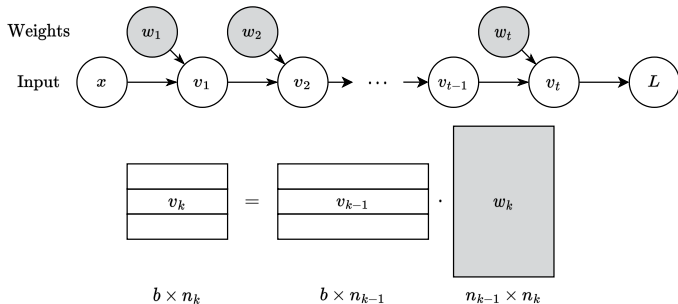 Weights w₁ w₂ wₜ
Input x v₁ v₂ ⋯ vₜ₋₁ vₜ L
vₖ = vₖ₋₁ · wₖ
b × nₖ b × nₖ₋₁ nₖ₋₁ × nₖ